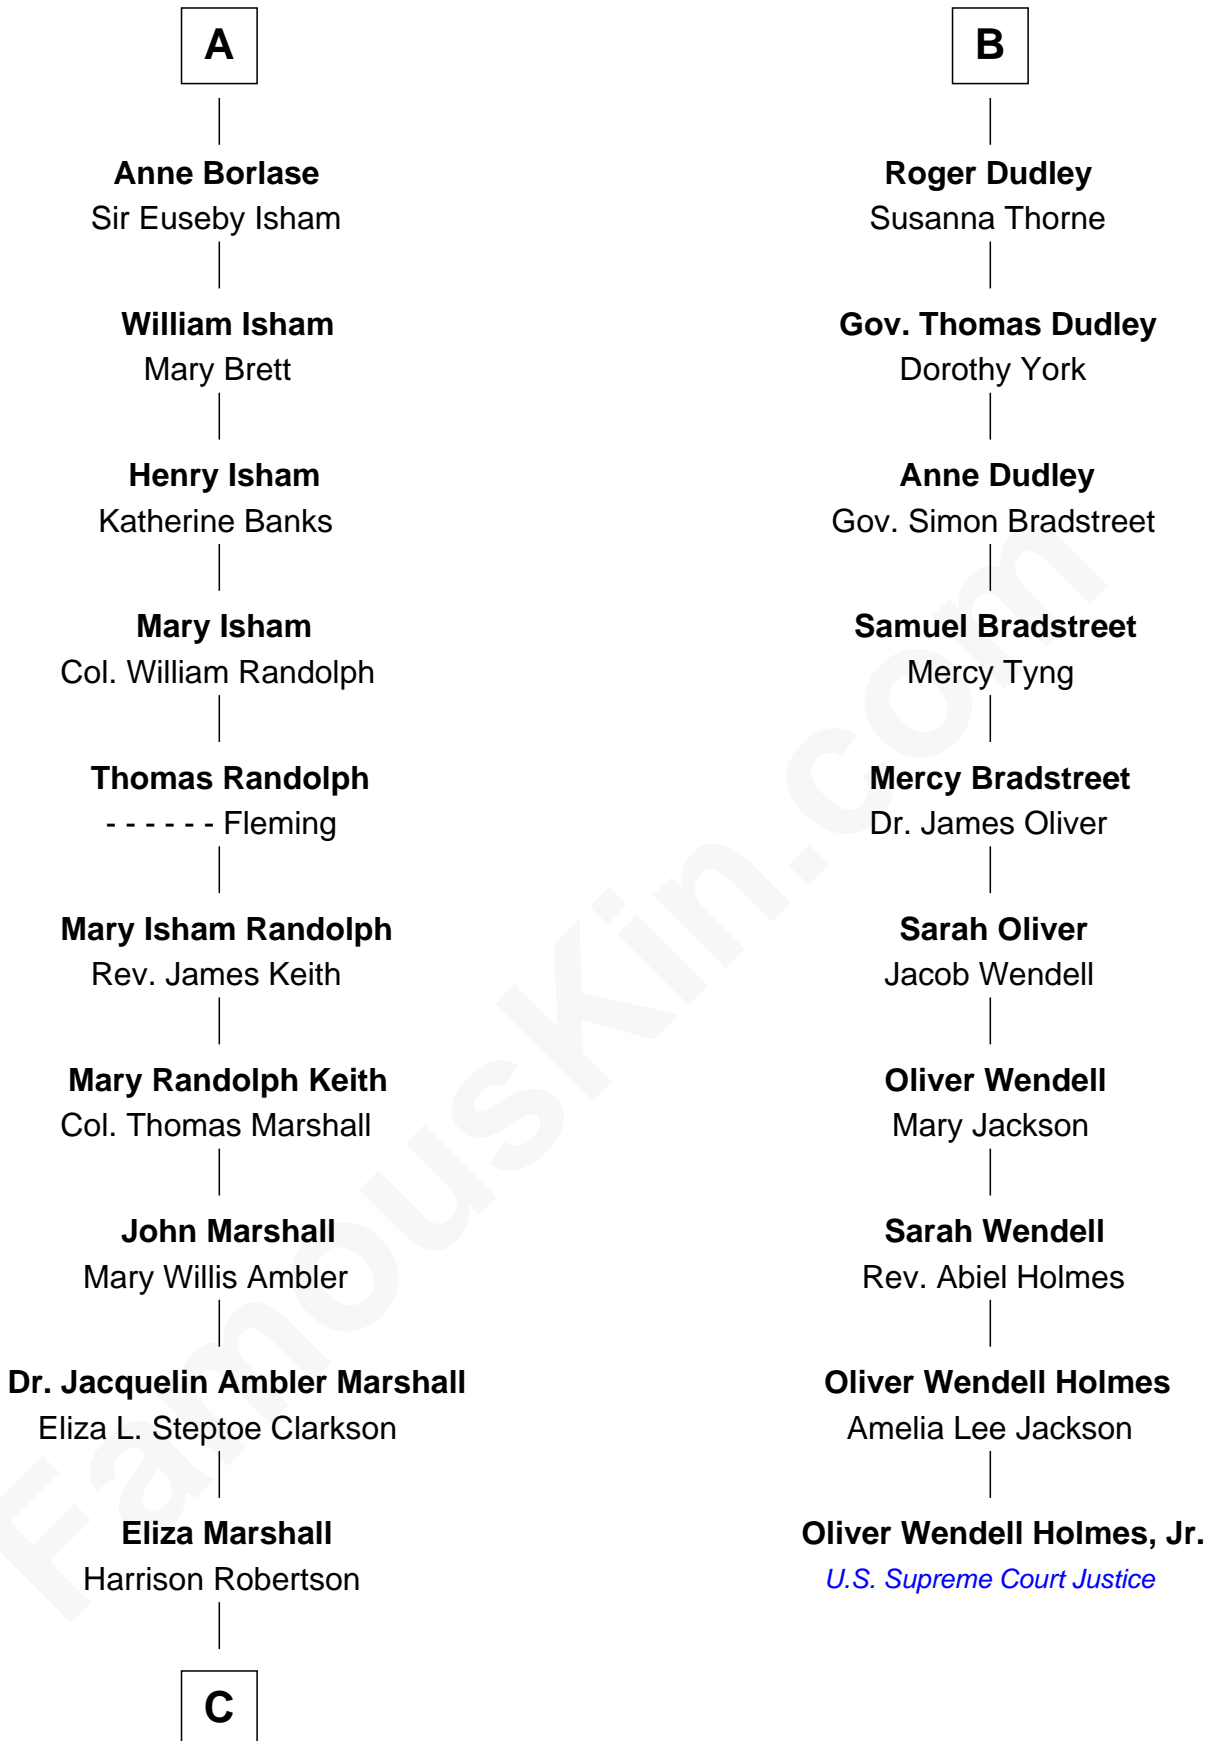 A
Anne Borlase
Sir Euseby Isham
William Isham
Mary Brett
Henry Isham
Katherine Banks
Mary Isham
Col. William Randolph
Thomas Randolph
- - - - - - Fleming
Mary Isham Randolph
Rev. James Keith
Mary Randolph Keith
Col. Thomas Marshall
John Marshall
Mary Willis Ambler
Dr. Jacquelin Ambler Marshall
Eliza L. Steptoe Clarkson
Eliza Marshall
Harrison Robertson
C
B
Roger Dudley
Susanna Thorne
Gov. Thomas Dudley
Dorothy York
Anne Dudley
Gov. Simon Bradstreet
Samuel Bradstreet
Mercy Tyng
Mercy Bradstreet
Dr. James Oliver
Sarah Oliver
Jacob Wendell
Oliver Wendell
Mary Jackson
Sarah Wendell
Rev. Abiel Holmes
Oliver Wendell Holmes
Amelia Lee Jackson
Oliver Wendell Holmes, Jr.
U.S. Supreme Court Justice
FamousKin.com